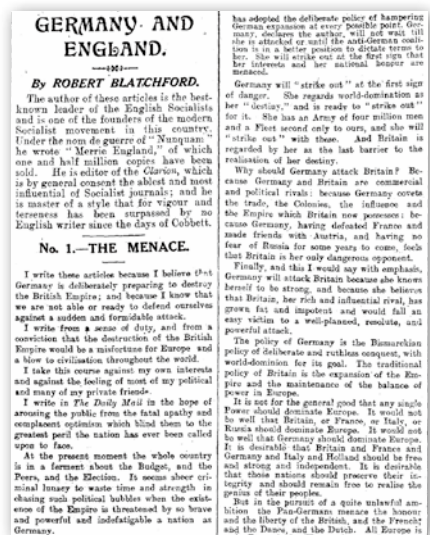 GERMANY AND
ENGLAND.
By ROBERT BLATCHFORD.
The author of these articles is the best-
known leader of the English Socialists
and is one of the founders of the modern
Socialist movement in this country.
Under the nom de guerre of "Nunquam"
he wrote "Merrie England," of which
one and half million copies have been
sold. He is editor of the Clarion, which
is by general consent the ablest and most
influential of Socialist journals; and he
is master of a style that for vigour and
terseness has been surpassed by no
English writer since the days of Cobbett.
No. 1.—THE MENACE.
I write these articles because I believe that
Germany is deliberately preparing to destroy
the British Empire; and because I know that
we are not able or ready to defend ourselves
against a sudden and formidable attack.
I write from a sense of duty, and from a
conviction that the destruction of the British
Empire would be a misfortune for Europe and
a blow to civilisation throughout the world.
I take this course against my own interests
and against the feeling of most of my political
and many of my private friends.
I write in The Daily Mail in the hope of
arousing the public from the fatal apathy and
complacent optimism which blind them to the
greatest peril the nation has ever been called
upon to face.
At the present moment the whole country
is in a ferment about the Budget, and the
Peers, and the Election. It seems sheer cri-
minal lunacy to waste time and strength in
chasing such political bubbles when the exist-
ence of the Empire is threatened by so brave
and powerful and indefatigable a nation as
Germany.
has adopted the deliberate policy of hampering
German expansion at every possible point. Ger-
many, declares the author, will not wait till
she is attacked or until the anti-German coali-
tion is in a better position to dictate terms to
her. She will strike out at the first sign that
her interests and her national honour are
menaced.
Germany will "strike out" at the first sign
of danger. She regards world-domination as
her "destiny," and is ready to "strike out"
for it. She has an Army of four million men
and a Fleet second only to ours, and she will
"strike out" with these. And Britain is
regarded by her as the last barrier to the
realisation of her destiny.
Why should Germany attack Britain? Be-
cause Germany and Britain are commercial
and political rivals; because Germany covets
the trade, the Colonies, the influence and
the Empire which Britain now possesses; be-
cause Germany, having defeated France and
made friends with Austria, and having no
fear of Russia for some years to come, feels
that Britain is her only dangerous opponent.
Finally, and this I would say with emphasis,
Germany will attack Britain because she knows
herself to be strong, and because she believes
that Britain, her rich and influential rival, has
grown fat and impotent and would fall an
easy victim to a well-planned, resolute, and
powerful attack.
The policy of Germany is the Bismarckian
policy of deliberate and ruthless conquest, with
world-dominion for its goal. The traditional
policy of Britain is the expansion of the Em-
pire and the maintenance of the balance of
power in Europe.
It is not for the general good that any single
Power should dominate Europe. It would not
be well that Britain, or France, or Italy, or
Russia should dominate Europe. It would not
be well that Germany should dominate Europe.
It is desirable that Britain and France and
Germany and Italy and Holland should be free
and strong and independent. It is desirable
that those nations should preserve their in-
tegrity and should remain free to realise the
genius of their peoples.
But in the pursuit of a quite unlawful am-
bition the Pan-Germans menace the honour
and the liberty of the British, and the French,
and the Danes, and the Dutch. All Europe is